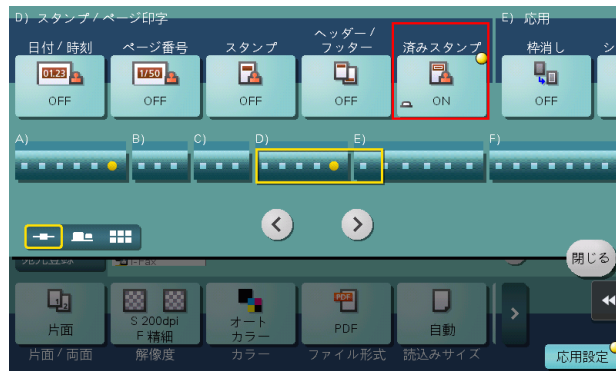 D) スタンプ / ページ印字
E) 応用
日付 / 時刻
ページ番号
スタンプ
ヘッダー /
フッター
済みスタンプ
枠消し
シ
01.23
1/50
OFF
OFF
OFF
OFF
ON
OFF
A)
B)
C)
D)
E)
F)
閉じる
片面
S 200dpi
F 精細
オート
カラー
PDF
PDF
自動
片面 / 両面
解像度
カラー
ファイル形式
読込みサイズ
応用設定